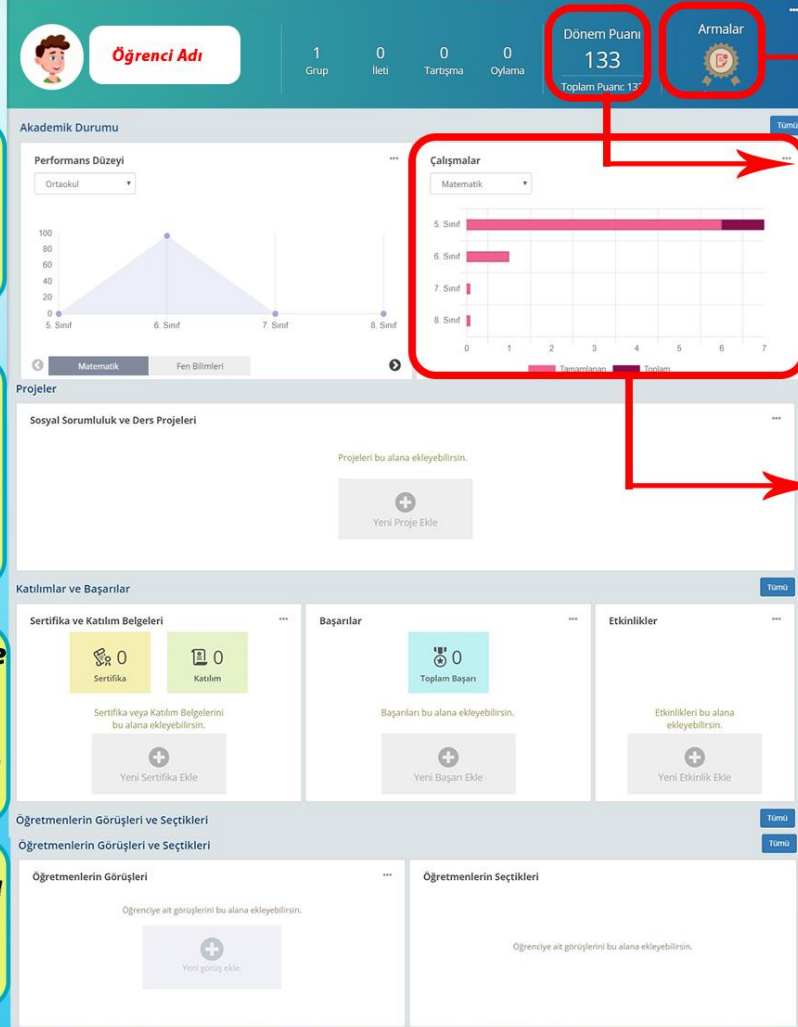 Öğrenci Adı
1
Grup
0
İleti
0
Tartışma
0
Oylama
Dönem Puanı
133
Toplam Puanı: 133
Armalar
Akademik Durumu
Tümü
Performans Düzeyi
Ortaokul
100
80
60
40
20
0
5. Sınıf
6. Sınıf
7. Sınıf
8. Sınıf
Matematik
Fen Bilimleri
Çalışmalar
Matematik
5. Sınıf
6. Sınıf
7. Sınıf
8. Sınıf
0 1 2 3 4 5 6 7
Tamamlanan
Toplam
Projeler
Sosyal Sorumluluk ve Ders Projeleri
Projeleri bu alana ekleyebilirsin.
Yeni Proje Ekle
Katılımlar ve Başarılar
Tümü
Sertifika ve Katılım Belgeleri
0
Sertifika
0
Katılım
Sertifika veya Katılım Belgelerini
bu alana ekleyebilirsin.
Yeni Sertifika Ekle
Başarılar
0
Toplam Başarı
Başarıları bu alana ekleyebilirsin.
Yeni Başarı Ekle
Etkinlikler
Etkinlikleri bu alana
ekleyebilirsin.
Yeni Etkinlik Ekle
Öğretmenlerin Görüşleri ve Seçtikleri
Tümü
Öğretmenlerin Görüşleri ve Seçtikleri
Tümü
Öğretmenlerin Görüşleri
Öğrenciye ait görüşlerini bu alana ekleyebilirsin.
Yeni görüş ekle.
Öğretmenlerin Seçtikleri
Öğrenciye ait görüşlerini bu alana ekleyebilirsin.